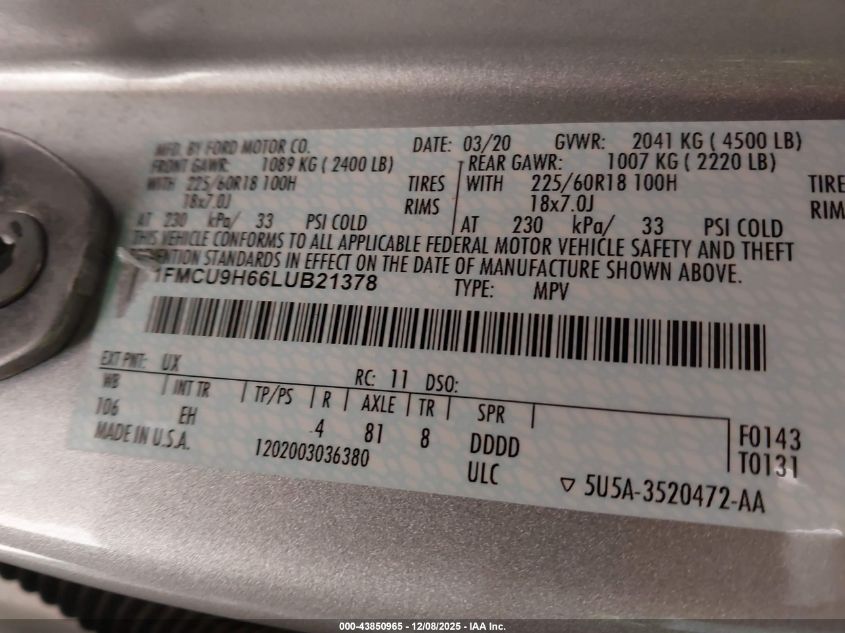 MFD. BY FORD MOTOR CO. DATE: 03/20 GVWR: 2041 KG ( 4500 LB)
FRONT GAWR: 1089 KG ( 2400 LB) REAR GAWR: 1007 KG ( 2220 LB)
WITH 225/60R18 100H TIRES WITH 225/60R18 100H TIRE
18x7.0J RIMS 18x7.0J RIM
AT 230 kPa/ 33 PSI COLD AT 230 kPa/ 33 PSI COLD
THIS VEHICLE CONFORMS TO ALL APPLICABLE FEDERAL MOTOR VEHICLE SAFETY AND THEFT
PREVENTION STANDARDS IN EFFECT ON THE DATE OF MANUFACTURE SHOWN ABOVE.
1FMCU9H66LUB21378 TYPE: MPV
EXT PNT: UX RC: 11 DSO:
WB INT TR TP/PS R AXLE TR SPR
106 EH 4 81 8 DDDD F0143
MADE IN U.S.A. 1202003036380 ULC T0131
▽ 5U5A-3520472-AA
000-43850965 - 12/08/2025 - IAA Inc.